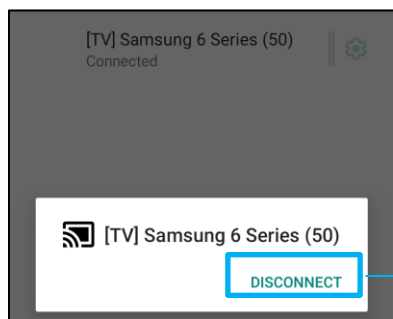 [TV] Samsung 6 Series (50)
Connected
[TV] Samsung 6 Series (50)
DISCONNECT